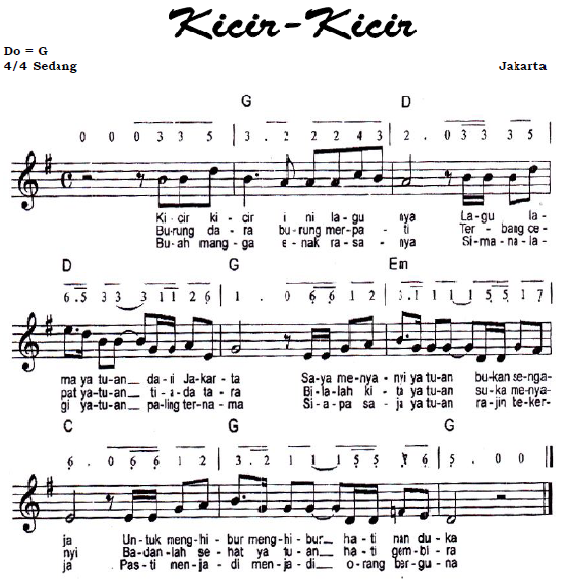 Kicir-Kicir
Do = G
4/4 Sedang
Jakarta
G D
0 0 0 3 3 5 | 3 . 2 2 2 4 3 | 2 . 0 3 3 3 5 |
Ki - cir ki - cir i ni la - gu nya La - gu la -
Bu - rung da - ra bu - rung mer - pa - ti Ter - bang ce -
Bu - ah mang - ga e - nak ra - sa - nya Si - ma - na - la -
D G Em
6 . 5 3 3 3 1 1 2 6 | 1 . 0 6 6 1 2 | 3 . 1 1 1 1 5 5 1 7 |
ma ya tu - an da - ri Ja - kar - ta Sa - ya me - nya - nyi ya tu - an bu - kan se - nga -
pat ya tu - an ti - a - da ta - ra Bi - la - lah ki - ta ya tu - an su - ka me - nya -
gi ya - tu - an pa - ling ter - na - ma Si - a - pa sa - ja ya tu - an ra - jin te - ker -
C G G
6 . 0 6 6 1 2 | 3 . 2 1 1 1 5 5 7 6 | 5 . 0 0 ||
ja Un - tuk meng - hi - bur meng - hi - bur ha - ti nan du - ka
nyi Ba - dan - lah se - hat ya tu - an ha - ti gem - bi - ra
ja Pas - ti men - ja - di men - ja - di o - rang ber - gu - na